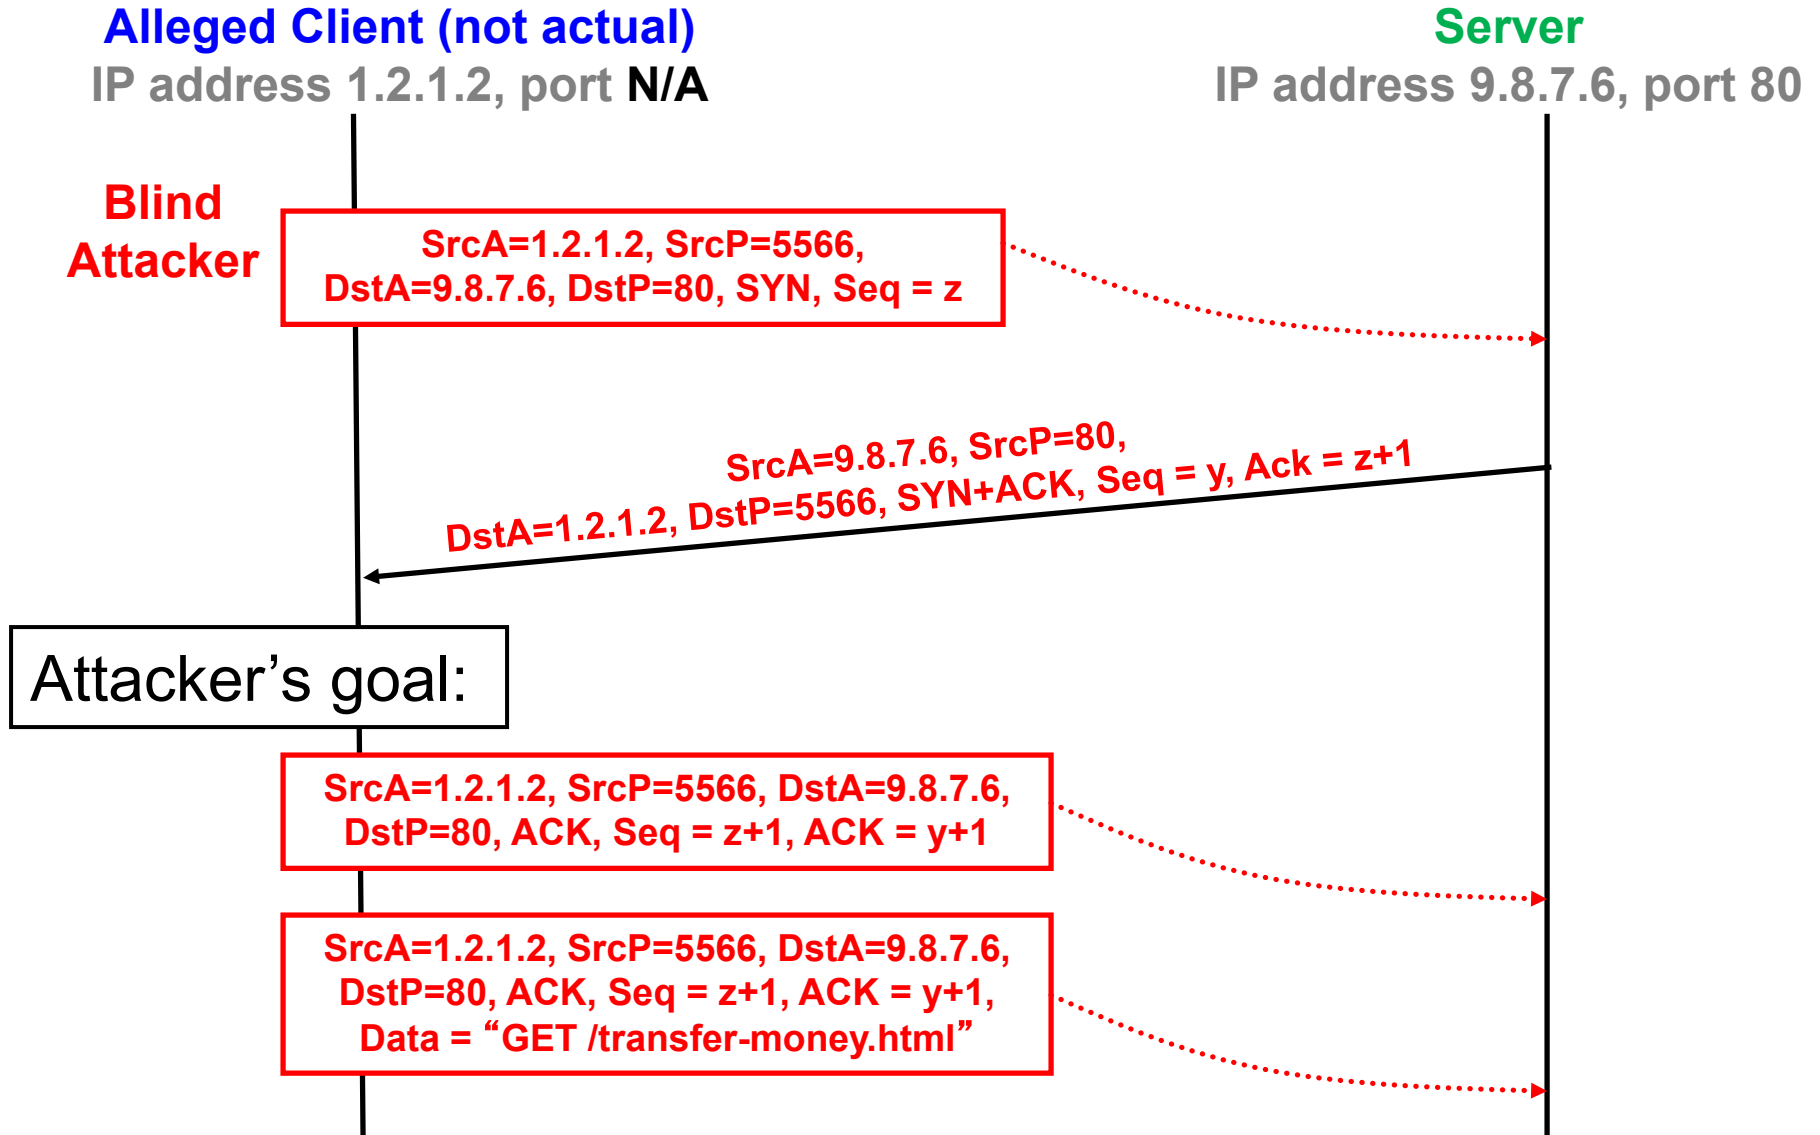 Alleged Client (not actual)
IP address 1.2.1.2, port N/A
Server
IP address 9.8.7.6, port 80
Blind
Attacker
SrcA=1.2.1.2, SrcP=5566,
DstA=9.8.7.6, DstP=80, SYN, Seq = z
SrcA=9.8.7.6, SrcP=80,
DstA=1.2.1.2, DstP=5566, SYN+ACK, Seq = y, Ack = z+1
Attacker’s goal:
SrcA=1.2.1.2, SrcP=5566, DstA=9.8.7.6,
DstP=80, ACK, Seq = z+1, ACK = y+1
SrcA=1.2.1.2, SrcP=5566, DstA=9.8.7.6,
DstP=80, ACK, Seq = z+1, ACK = y+1,
Data = “GET /transfer-money.html”